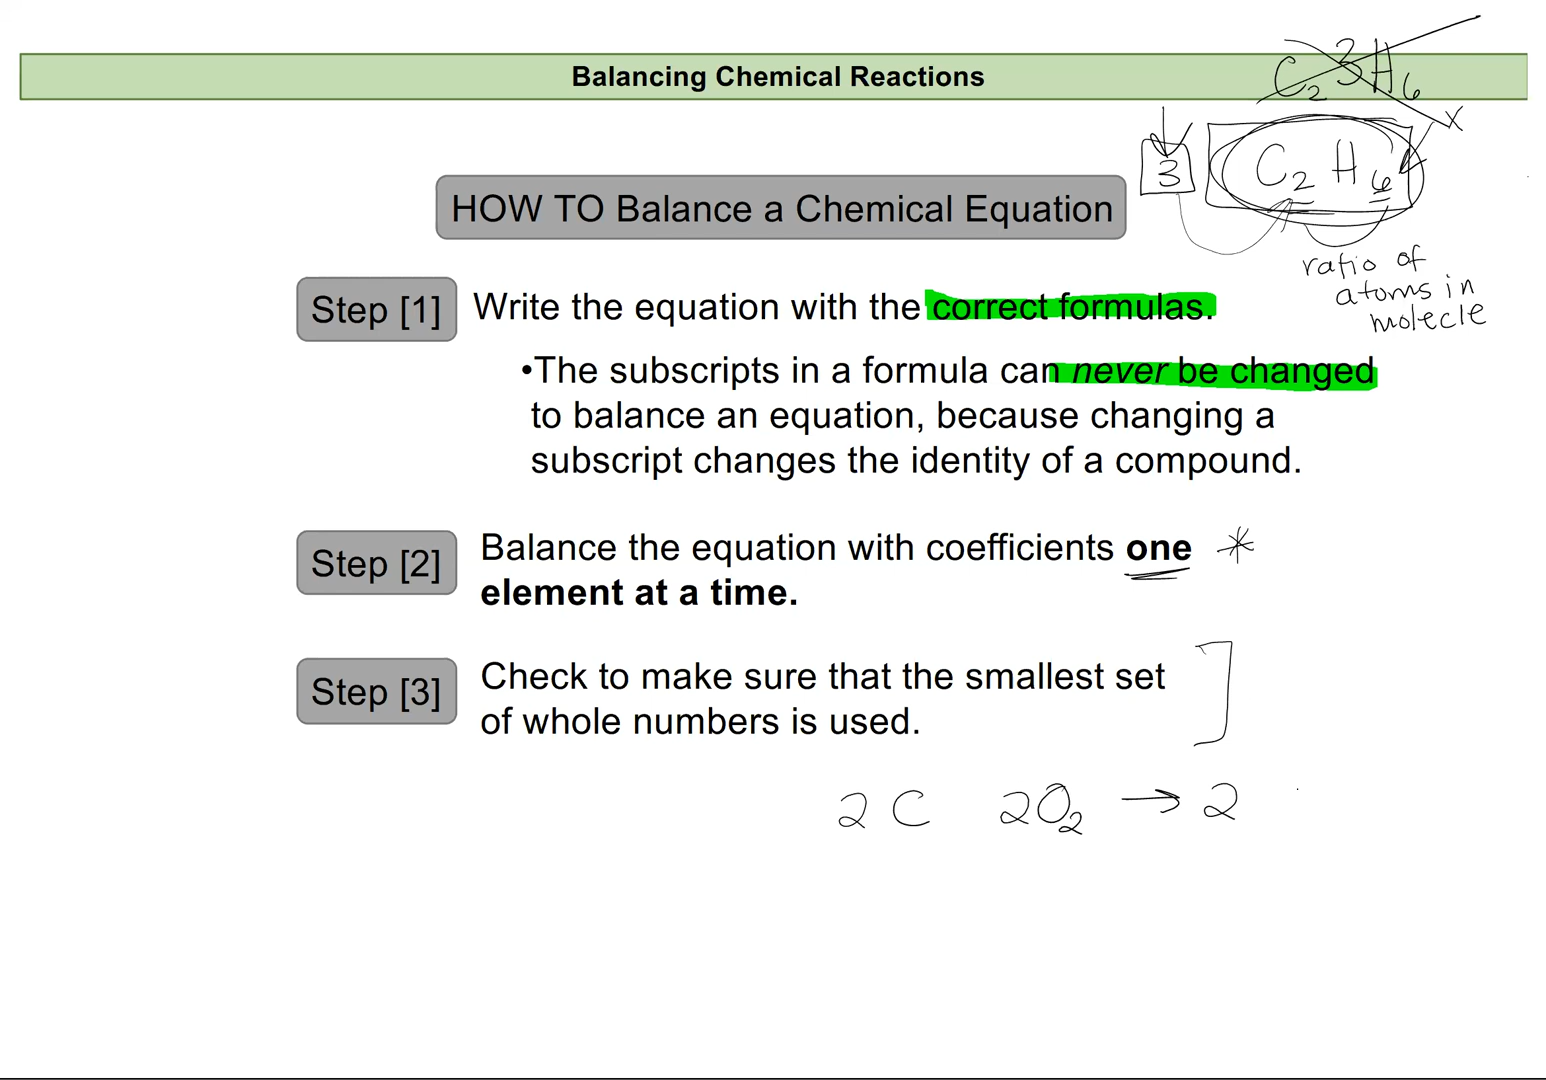 C₂3H₆
Balancing Chemical Reactions
x
3 C₂H₆
HOW TO Balance a Chemical Equation
ratio of
atoms in
molecle
Step [1] Write the equation with the correct formulas.
•The subscripts in a formula can never be changed
to balance an equation, because changing a
subscript changes the identity of a compound.
Step [2] Balance the equation with coefficients one *
element at a time.
Step [3] Check to make sure that the smallest set
of whole numbers is used.
2C 2O₂ → 2